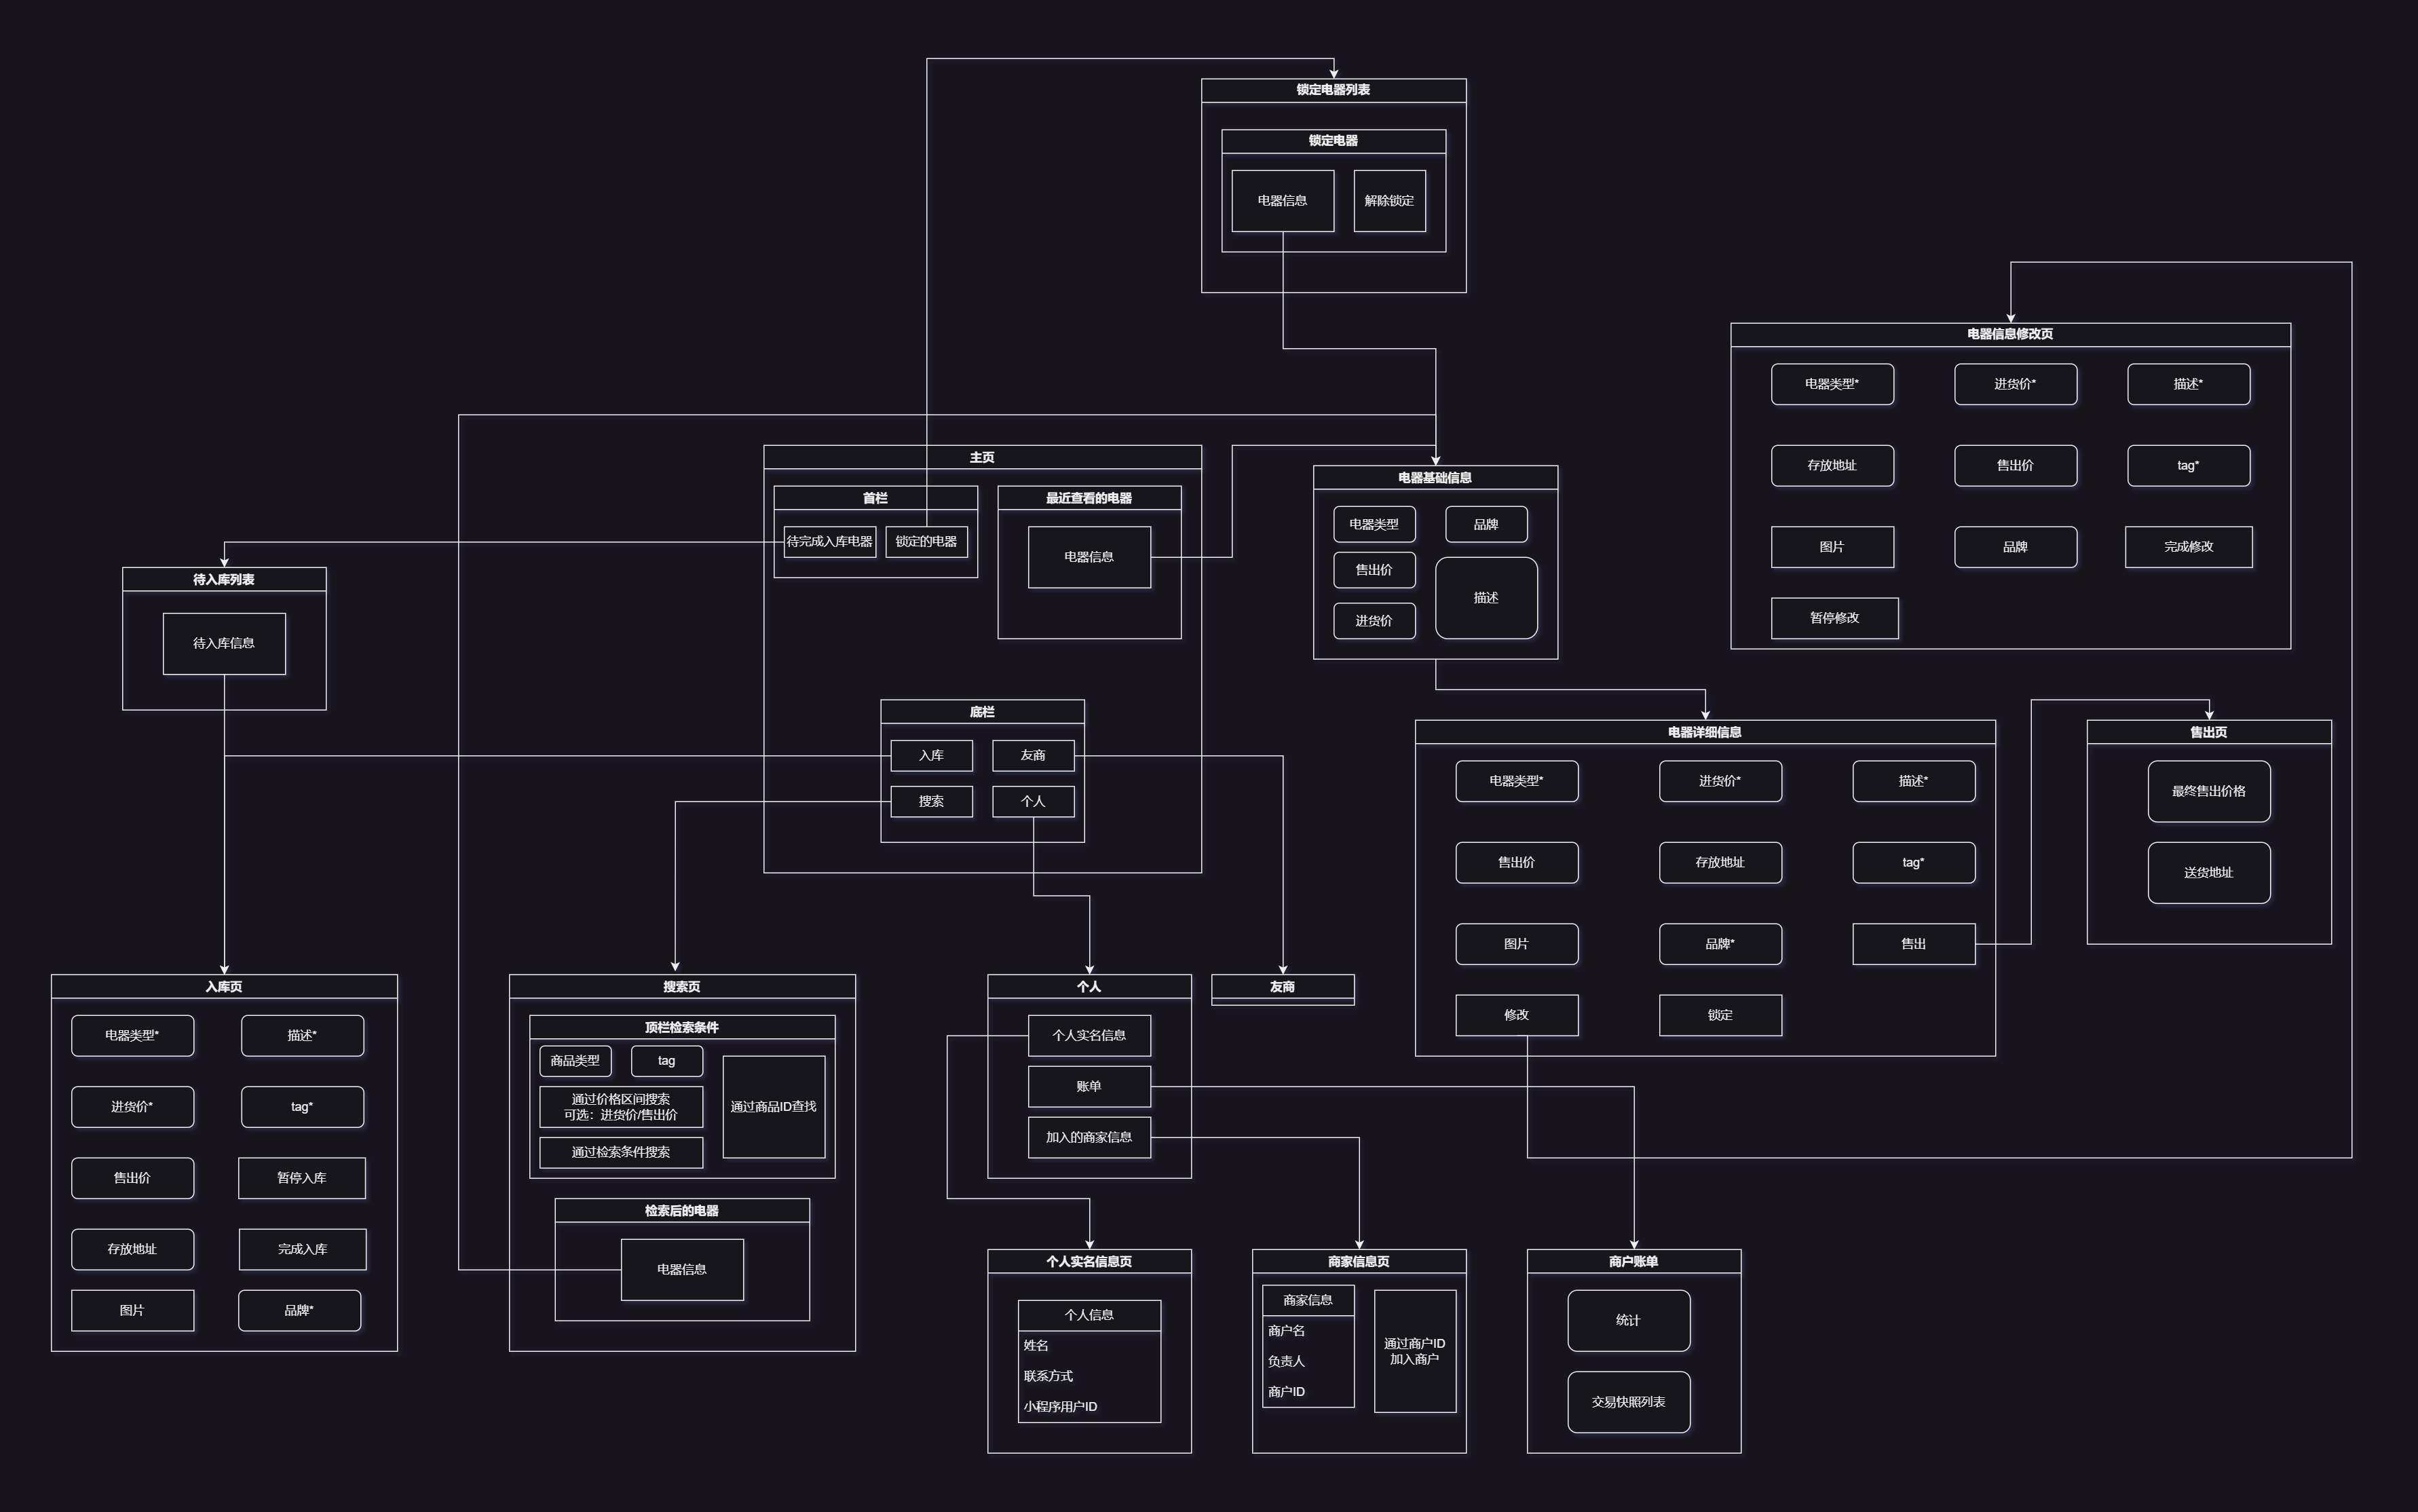 锁定电器列表
锁定电器
电器信息
解除锁定
电器信息修改页
电器类型*
进货价*
描述*
存放地址
售出价
tag*
图片
品牌
完成修改
暂停修改
主页
首栏
待完成入库电器
锁定的电器
最近查看的电器
电器信息
底栏
入库
友商
搜索
个人
电器基础信息
电器类型
品牌
售出价
描述
进货价
待入库列表
待入库信息
电器详细信息
电器类型*
进货价*
描述*
售出价
存放地址
tag*
图片
品牌*
售出
修改
锁定
售出页
最终售出价格
送货地址
入库页
电器类型*
描述*
进货价*
tag*
售出价
暂停入库
存放地址
完成入库
图片
品牌*
搜索页
顶栏检索条件
商品类型
tag
通过价格区间搜索
可选：进货价/售出价
通过检索条件搜索
通过商品ID查找
检索后的电器
电器信息
个人
个人实名信息
账单
加入的商家信息
友商
个人实名信息页
个人信息
姓名
联系方式
小程序用户ID
商家信息页
商家信息
商户名
负责人
商户ID
通过商户ID
加入商户
商户账单
统计
交易快照列表